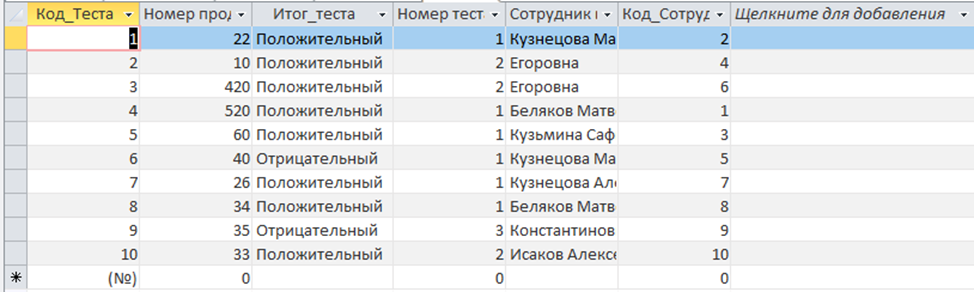 Код_Теста Номер прод Итог_теста Номер тест Сотрудник Код_Сотруд Щелкните для добавления
1 22 Положительный 1 Кузнецова Ма 2
2 10 Положительный 2 Егоровна 4
3 420 Положительный 2 Егоровна 6
4 520 Положительный 1 Беляков Матв 1
5 60 Положительный 1 Кузьмина Саф 3
6 40 Отрицательный 1 Кузнецова Ма 5
7 26 Положительный 1 Кузнецова Але 7
8 34 Положительный 1 Беляков Матв 8
9 35 Отрицательный 3 Константинов 9
10 33 Положительный 2 Исаков Алексе 10
(№) 0 0 0